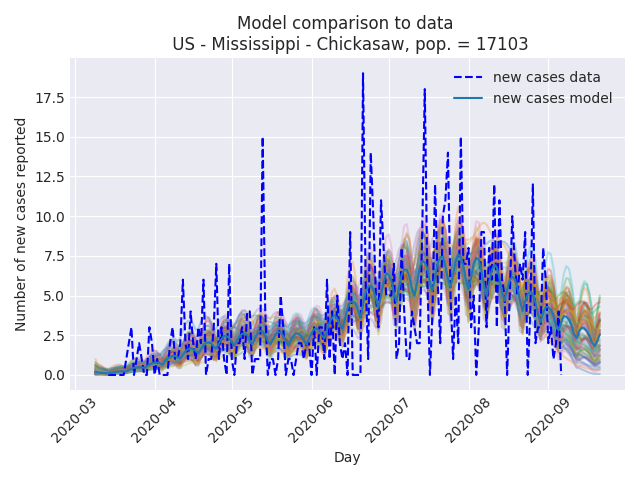 Model comparison to data
US - Mississippi - Chickasaw, pop. = 17103
new cases data
new cases model
Number of new cases reported
17.5
15.0
12.5
10.0
7.5
5.0
2.5
0.0
2020-03
2020-04
2020-05
2020-06
2020-07
2020-08
2020-09
Day